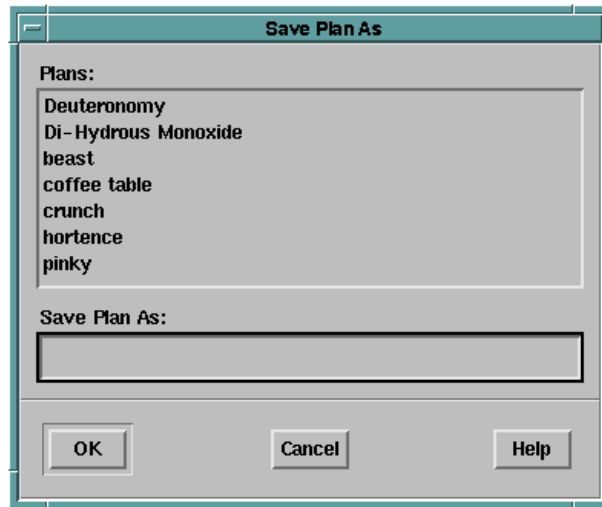 Save Plan As
Plans:
Deuteronomy
Di-Hydrous Monoxide
beast
coffee table
crunch
hortence
pinky
Save Plan As:
OK Cancel Help